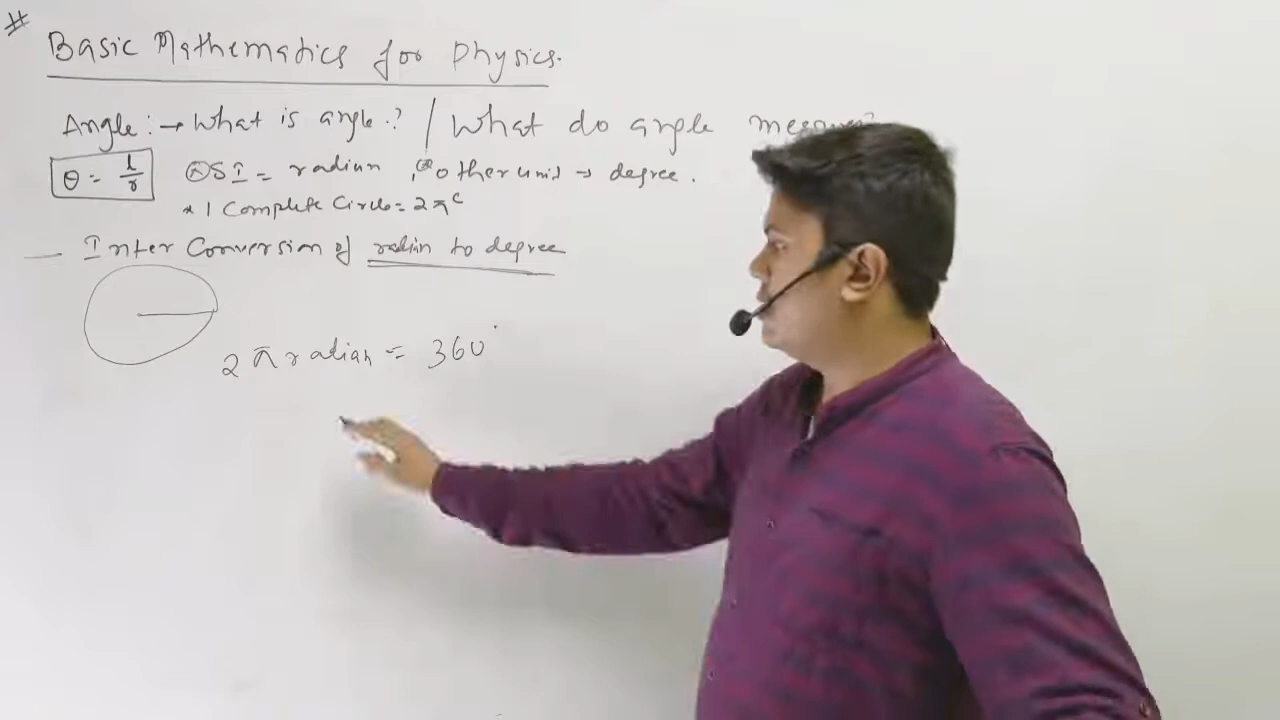 #
Basic Mathematics for Physics.
Angle :→ What is angle.? / What do angle
θ = l/r ⊗ SI = radian , ⊗ other unit → degree.
* 1 Complete Circle = 2π^c
— Inter Conversion of radian to degree
2π radian = 360°